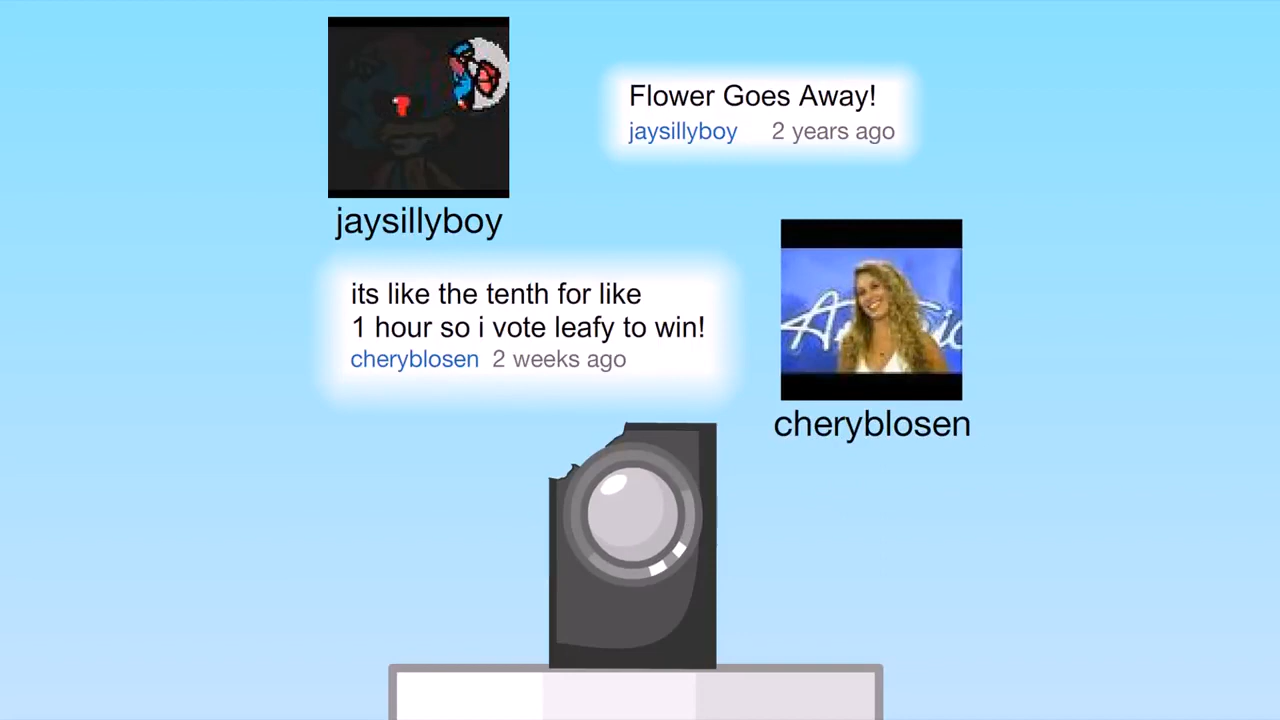 Flower Goes Away!
jaysillyboy 2 years ago
jaysillyboy
its like the tenth for like
1 hour so i vote leafy to win!
cheryblosen 2 weeks ago
cheryblosen